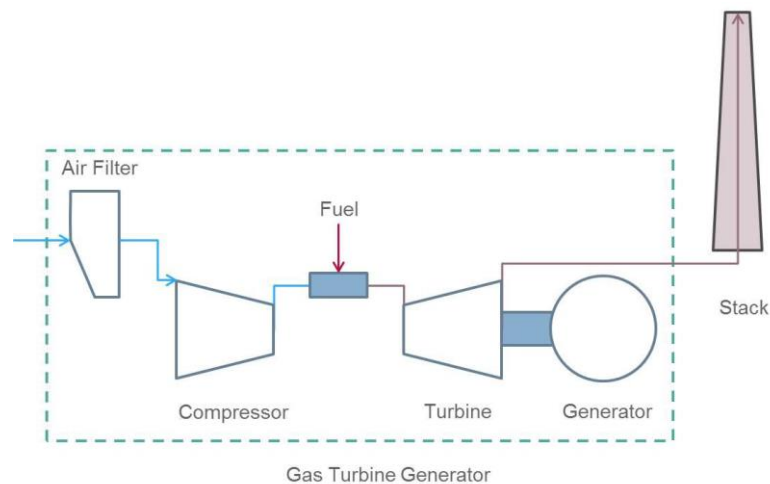 Air Filter
Fuel
Stack
Compressor
Turbine
Generator
Gas Turbine Generator